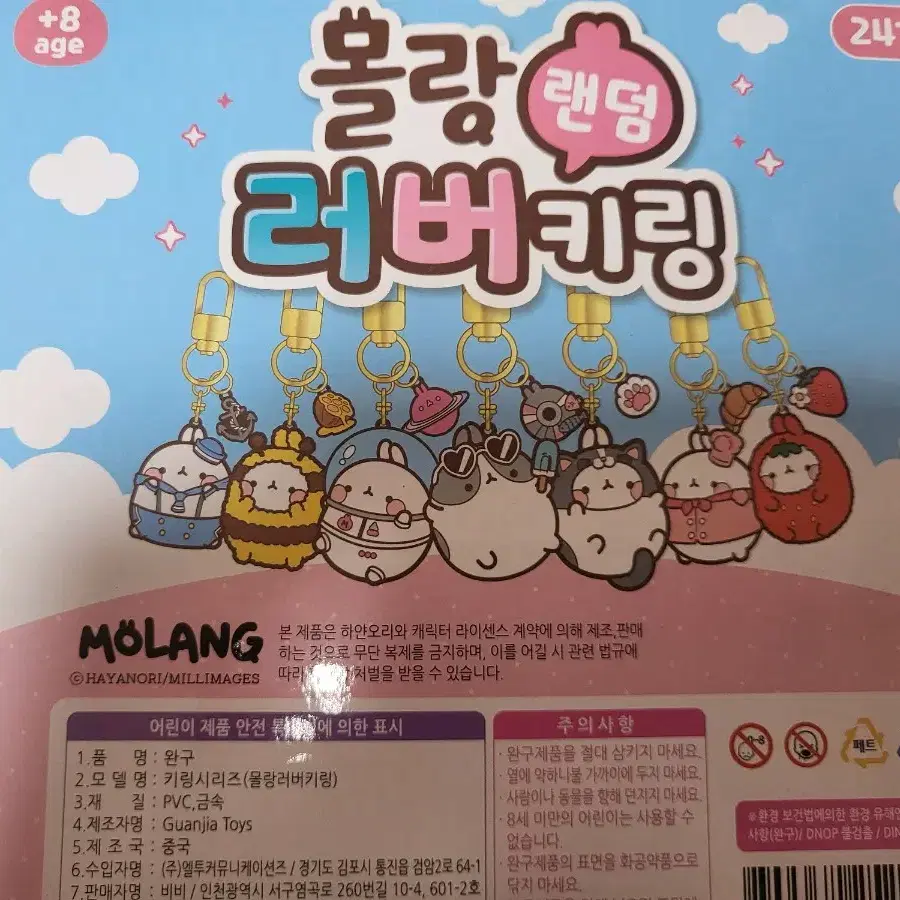 +8
age
24
몰랑
랜덤
러버키링
MOLANG
본 제품은 하얀오리와 캐릭터 라이센스 계약에 의해 제조,판매
하는 것으로 무단 복제를 금지하며, 이를 어길 시 관련 법규에
따라 처벌을 받을 수 있습니다.
©HAYANORI/MILLIMAGES
어린이 제품 안전 에 의한 표시
1.품 명 : 완구
2.모 델 명 : 키링시리즈(몰랑러버키링)
3.재 질 : PVC,금속
4.제조자명 : Guanjia Toys
5.제 조 국 : 중국
6.수입자명 : (주)엘투커뮤니케이션즈 / 경기도 김포시 통진읍 검암2로 64-1
7.판매자명 : 비비 / 인천광역시 서구염곡로 260번길 10-4, 601-2호
주의사항
· 완구제품을 절대 삼키지 마세요.
· 열에 약하니불 가까이에 두지 마세요.
· 사람이나 동물을 향해 던지지 마세요.
· 8세 미만의 어린이는 사용할 수
없습니다.
· 완구제품의 표면을 화공약품으로
닦지 마세요.
0-8
페트
※환경 보건법에의한 환경 유해
사항(완구)/ DNOP 불검출 / DIN